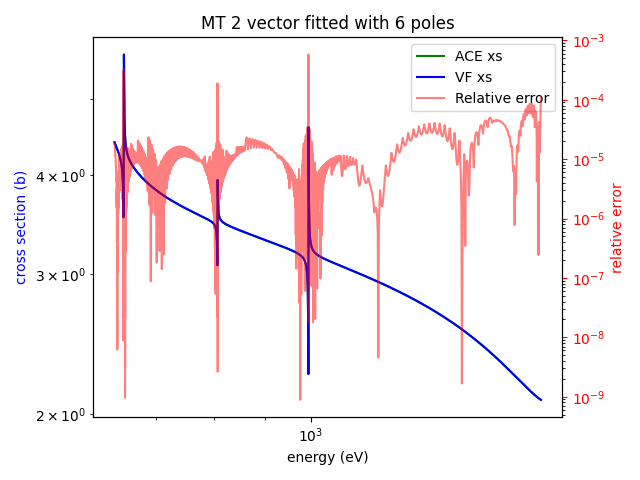 MT 2 vector fitted with 6 poles
ACE xs
VF xs
Relative error
cross section (b)
4 × 10⁰
3 × 10⁰
2 × 10⁰
10⁻³
10⁻⁴
10⁻⁵
10⁻⁶
10⁻⁷
10⁻⁸
10⁻⁹
relative error
10³
energy (eV)